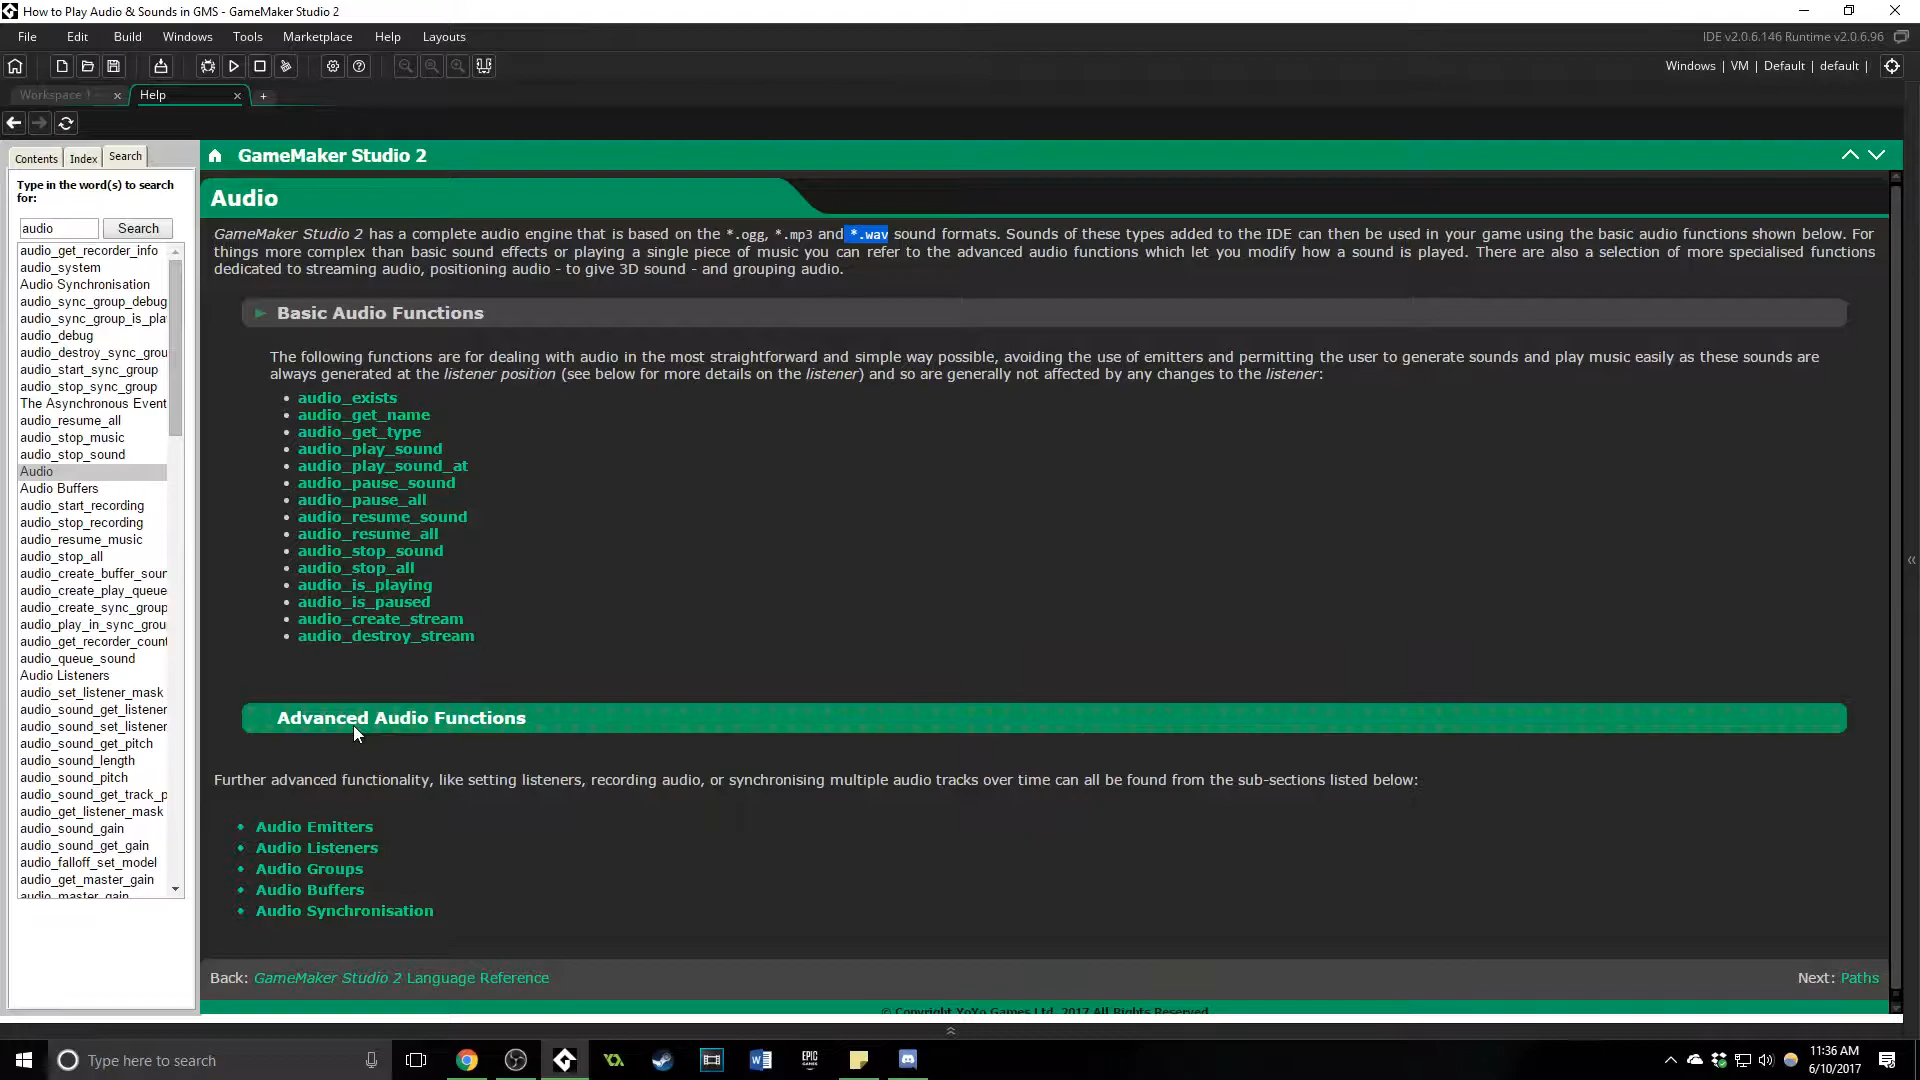 How to Play Audio & Sounds in GMS - GameMaker Studio 2
File Edit Build Windows Tools Marketplace Help Layouts
IDE v2.0.6.146 Runtime v2.0.6.96
Windows | VM | Default | default |
Workspace 1
Help
Contents Index Search
GameMaker Studio 2
Type in the word(s) to search
for:
audio
Search
audio_get_recorder_info
audio_system
Audio Synchronisation
audio_sync_group_debug
audio_sync_group_is_pla
audio_debug
audio_destroy_sync_grou
audio_start_sync_group
audio_stop_sync_group
The Asynchronous Event
audio_resume_all
audio_stop_music
audio_stop_sound
Audio
Audio Buffers
audio_start_recording
audio_stop_recording
audio_resume_music
audio_stop_all
audio_create_buffer_soun
audio_create_play_queue
audio_create_sync_group
audio_play_in_sync_grou
audio_get_recorder_count
audio_queue_sound
Audio Listeners
audio_set_listener_mask
audio_sound_get_listener
audio_sound_set_listener
audio_sound_get_pitch
audio_sound_length
audio_sound_pitch
audio_sound_get_track_p
audio_get_listener_mask
audio_sound_gain
audio_sound_get_gain
audio_falloff_set_model
audio_get_master_gain
audio_master_gain
Audio
GameMaker Studio 2 has a complete audio engine that is based on the *.ogg, *.mp3 and *.wav sound formats. Sounds of these types added to the IDE can then be used in your game using the basic audio functions shown below. For
things more complex than basic sound effects or playing a single piece of music you can refer to the advanced audio functions which let you modify how a sound is played. There are also a selection of more specialised functions
dedicated to streaming audio, positioning audio - to give 3D sound - and grouping audio.
Basic Audio Functions
The following functions are for dealing with audio in the most straightforward and simple way possible, avoiding the use of emitters and permitting the user to generate sounds and play music easily as these sounds are
always generated at the listener position (see below for more details on the listener) and so are generally not affected by any changes to the listener:
• audio_exists
• audio_get_name
• audio_get_type
• audio_play_sound
• audio_play_sound_at
• audio_pause_sound
• audio_pause_all
• audio_resume_sound
• audio_resume_all
• audio_stop_sound
• audio_stop_all
• audio_is_playing
• audio_is_paused
• audio_create_stream
• audio_destroy_stream
Advanced Audio Functions
Further advanced functionality, like setting listeners, recording audio, or synchronising multiple audio tracks over time can all be found from the sub-sections listed below:
• Audio Emitters
• Audio Listeners
• Audio Groups
• Audio Buffers
• Audio Synchronisation
Back: GameMaker Studio 2 Language Reference
Next: Paths
© Copyright YoYo Games Ltd. 2017 All Rights Reserved
Type here to search
EPIC GAMES
11:36 AM
6/10/2017